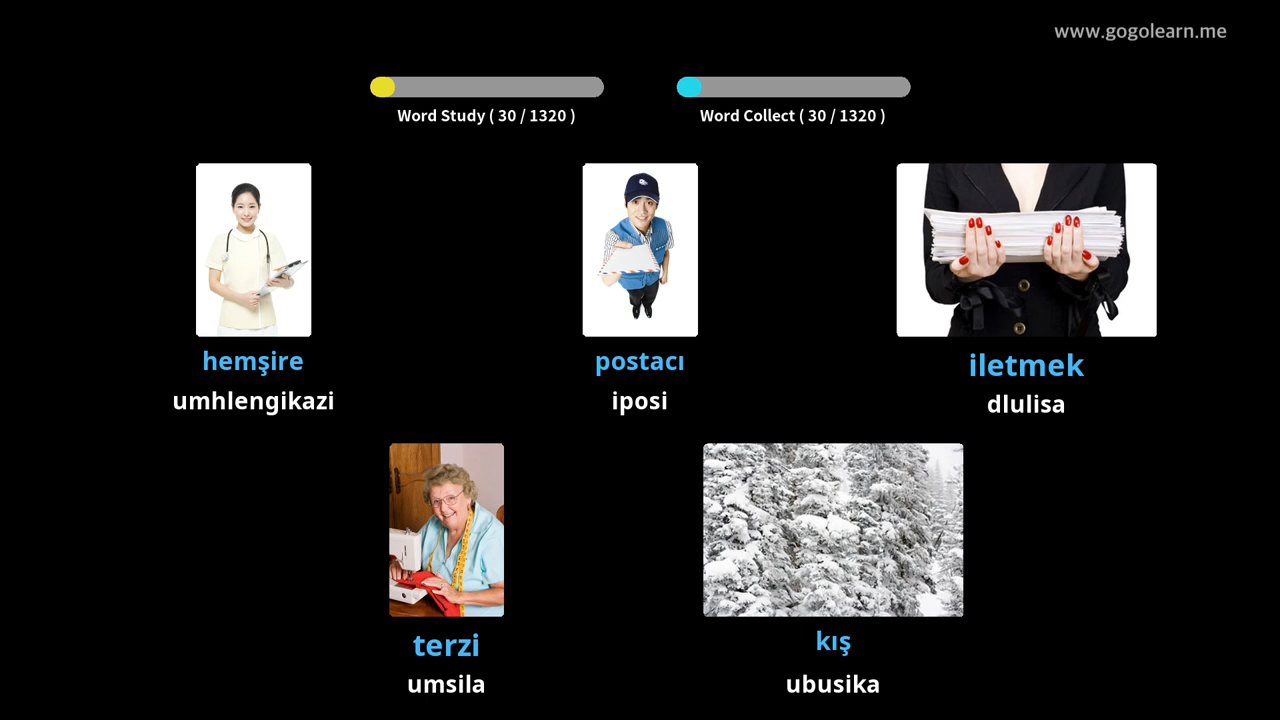 www.gogolearn.me
Word Study ( 30 / 1320 )
Word Collect ( 30 / 1320 )
hemşire
umhlengikazi
postacı
iposi
iletmek
dlulisa
terzi
umsila
kış
ubusika